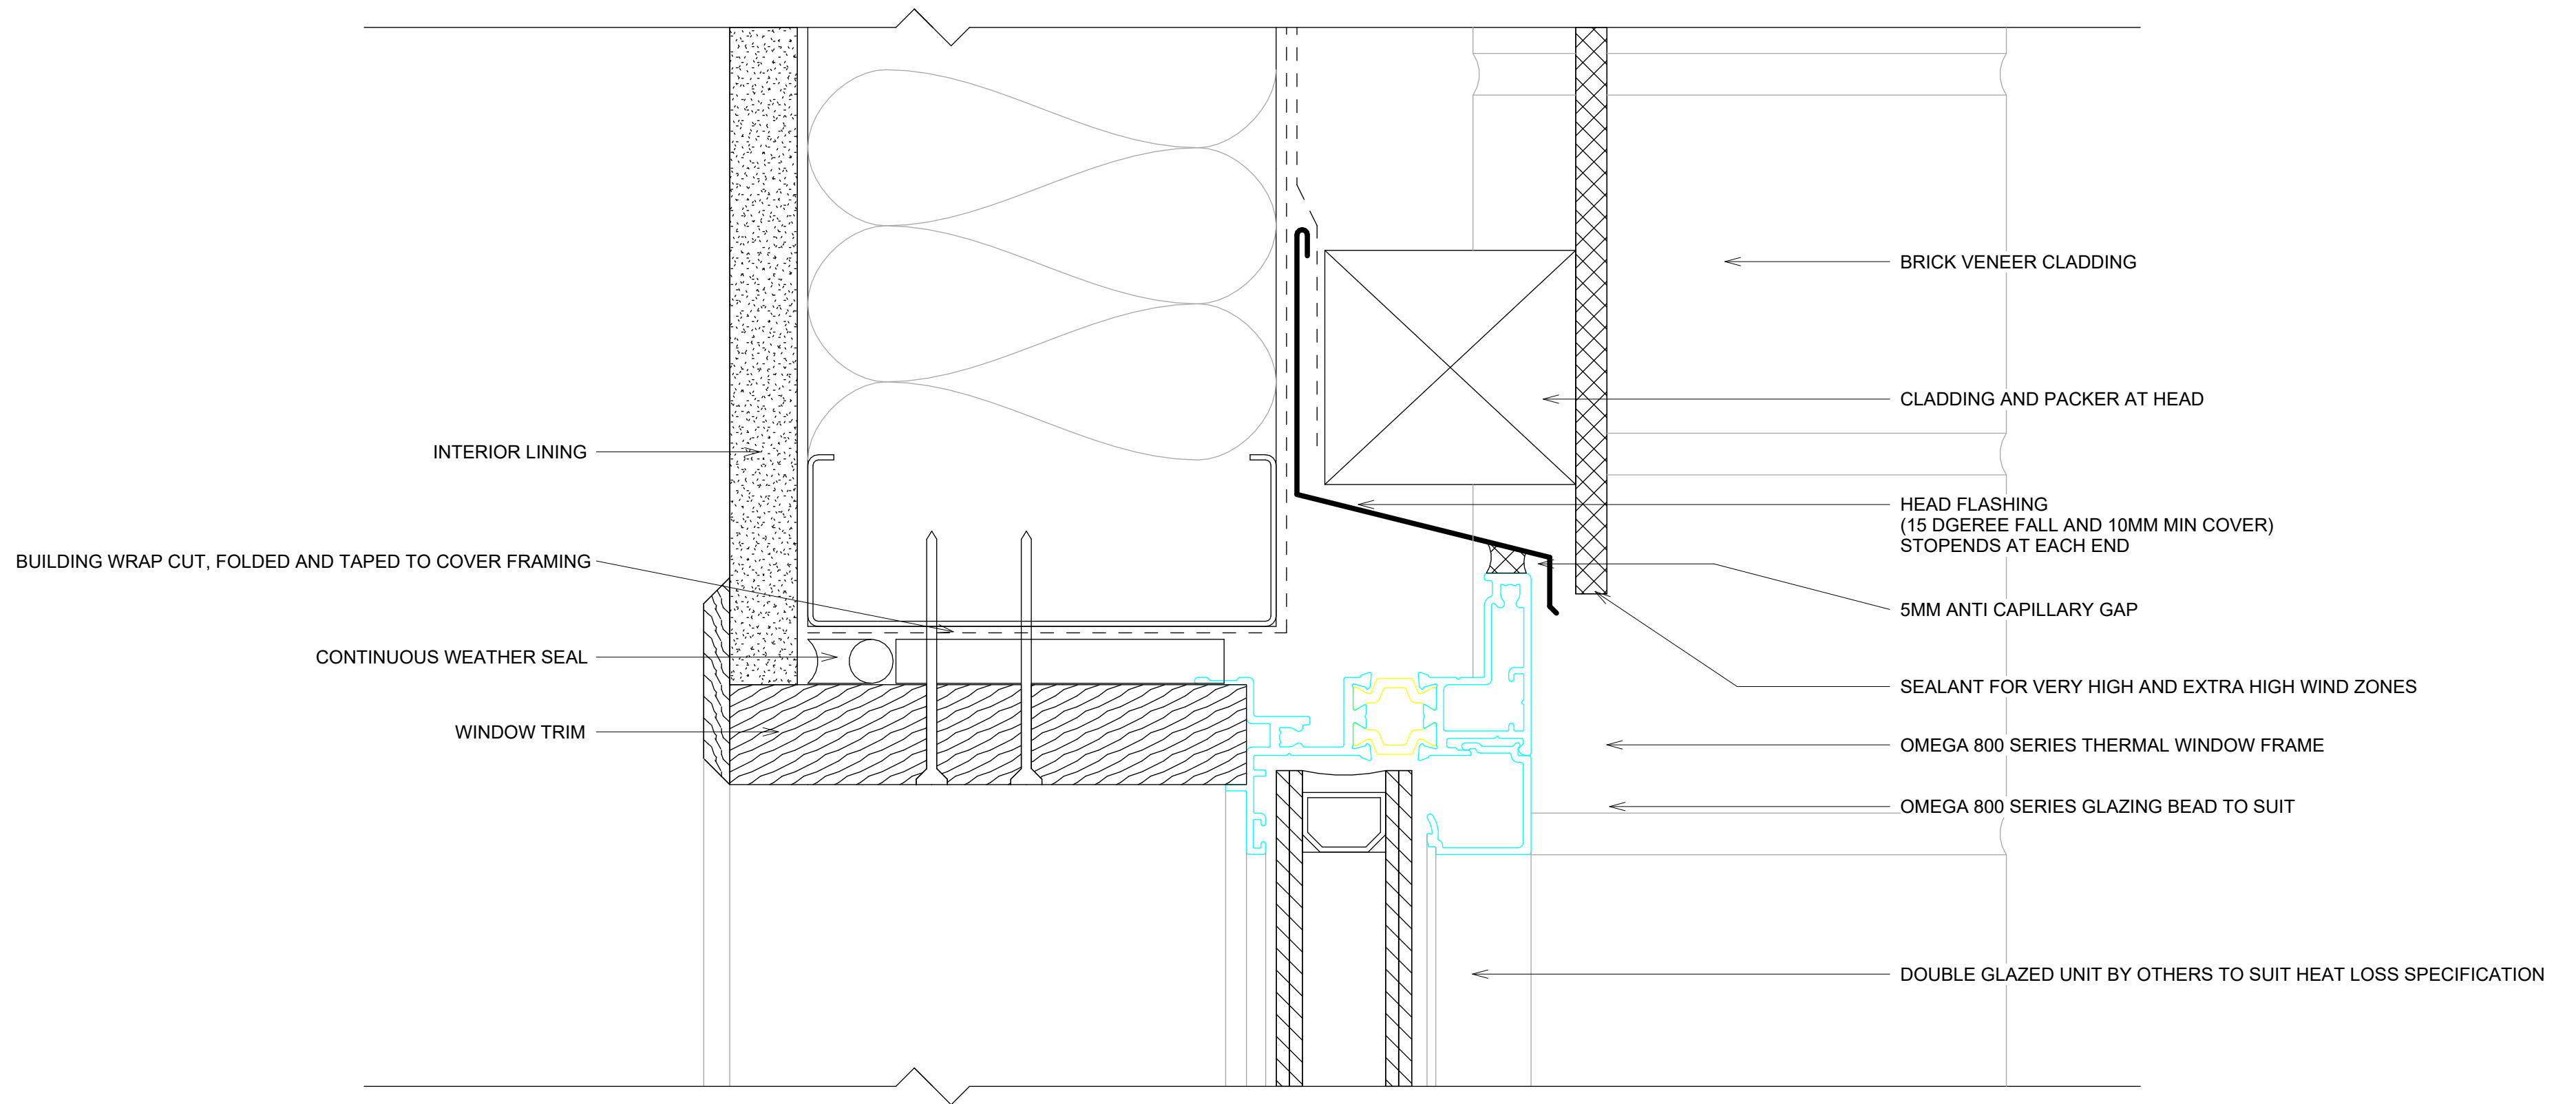 INTERIOR LINING
BUILDING WRAP CUT, FOLDED AND TAPED TO COVER FRAMING
CONTINUOUS WEATHER SEAL
WINDOW TRIM
BRICK VENEER CLADDING
CLADDING AND PACKER AT HEAD
HEAD FLASHING
(15 DGEREE FALL AND 10MM MIN COVER)
STOPENDS AT EACH END
5MM ANTI CAPILLARY GAP
SEALANT FOR VERY HIGH AND EXTRA HIGH WIND ZONES
OMEGA 800 SERIES THERMAL WINDOW FRAME
OMEGA 800 SERIES GLAZING BEAD TO SUIT
DOUBLE GLAZED UNIT BY OTHERS TO SUIT HEAT LOSS SPECIFICATION